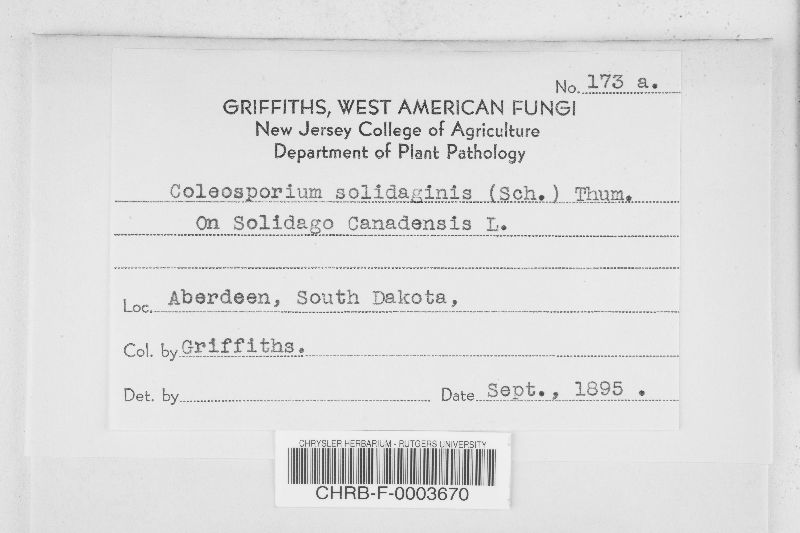 No. 173 a.
GRIFFITHS, WEST AMERICAN FUNGI
New Jersey College of Agriculture
Department of Plant Pathology
Coleosporium solidaginis (Sch.) Thum.
On Solidago Canadensis L.
Loc. Aberdeen, South Dakota,
Col. by Griffiths.
Det. by
Date Sept., 1895 .
CHRYSLER HERBARIUM - RUTGERS UNIVERSITY
CHRB-F-0003670